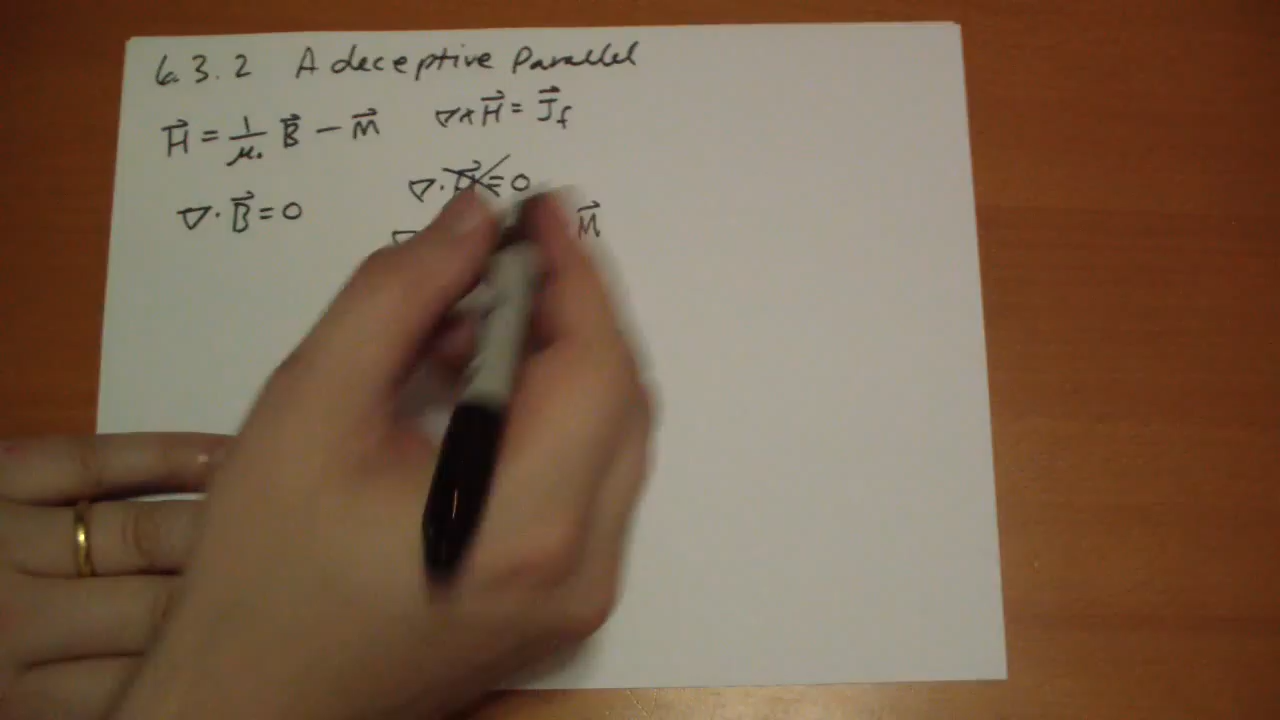 6.3.2 A deceptive Parallel
H⃗ = 1/μ₀ B⃗ − M⃗ ∇×H⃗ = J⃗f
∇· H⃗ = 0
∇· B⃗ = 0
∇ M⃗